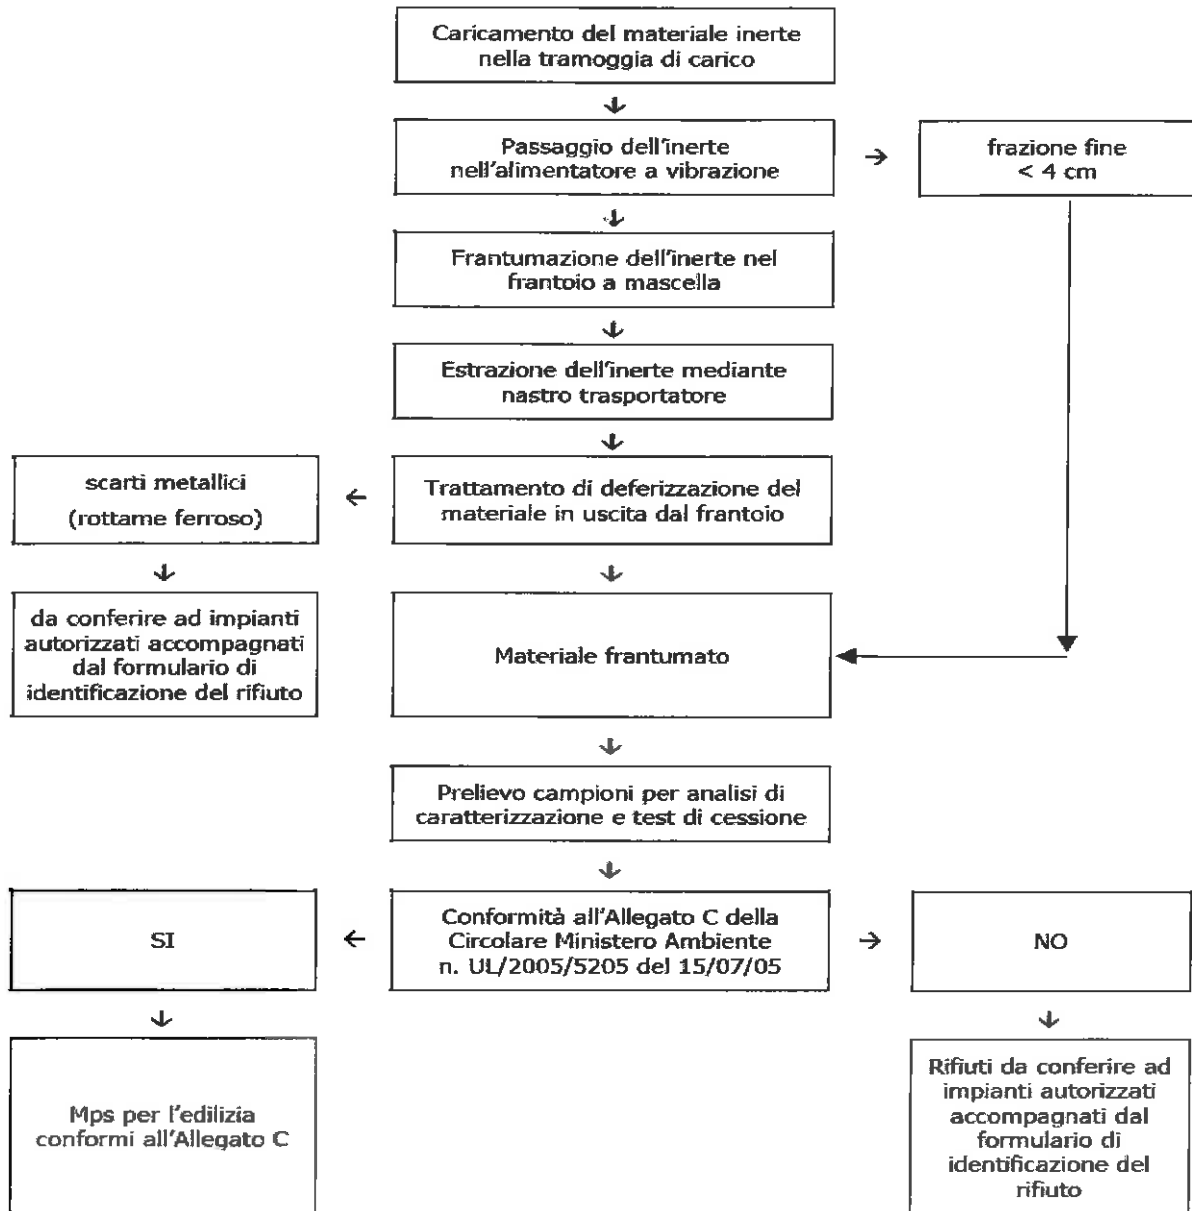 Caricamento del materiale inerte
nella tramoggia di carico
Passaggio dell'inerte
nell'alimentatore a vibrazione
frazione fine
< 4 cm
Frantumazione dell'inerte nel
frantoio a mascella
Estrazione dell'inerte mediante
nastro trasportatore
scarti metallici
(rottame ferroso)
Trattamento di deferizzazione del
materiale in uscita dal frantoio
da conferire ad impianti
autorizzati accompagnati
dal formulario di
identificazione del rifiuto
Materiale frantumato
Prelievo campioni per analisi di
caratterizzazione e test di cessione
SI
Conformità all'Allegato C della
Circolare Ministero Ambiente
n. UL/2005/5205 del 15/07/05
NO
Mps per l'edilizia
conformi all'Allegato C
Rifiuti da conferire ad
impianti autorizzati
accompagnati dal
formulario di
identificazione del
rifiuto